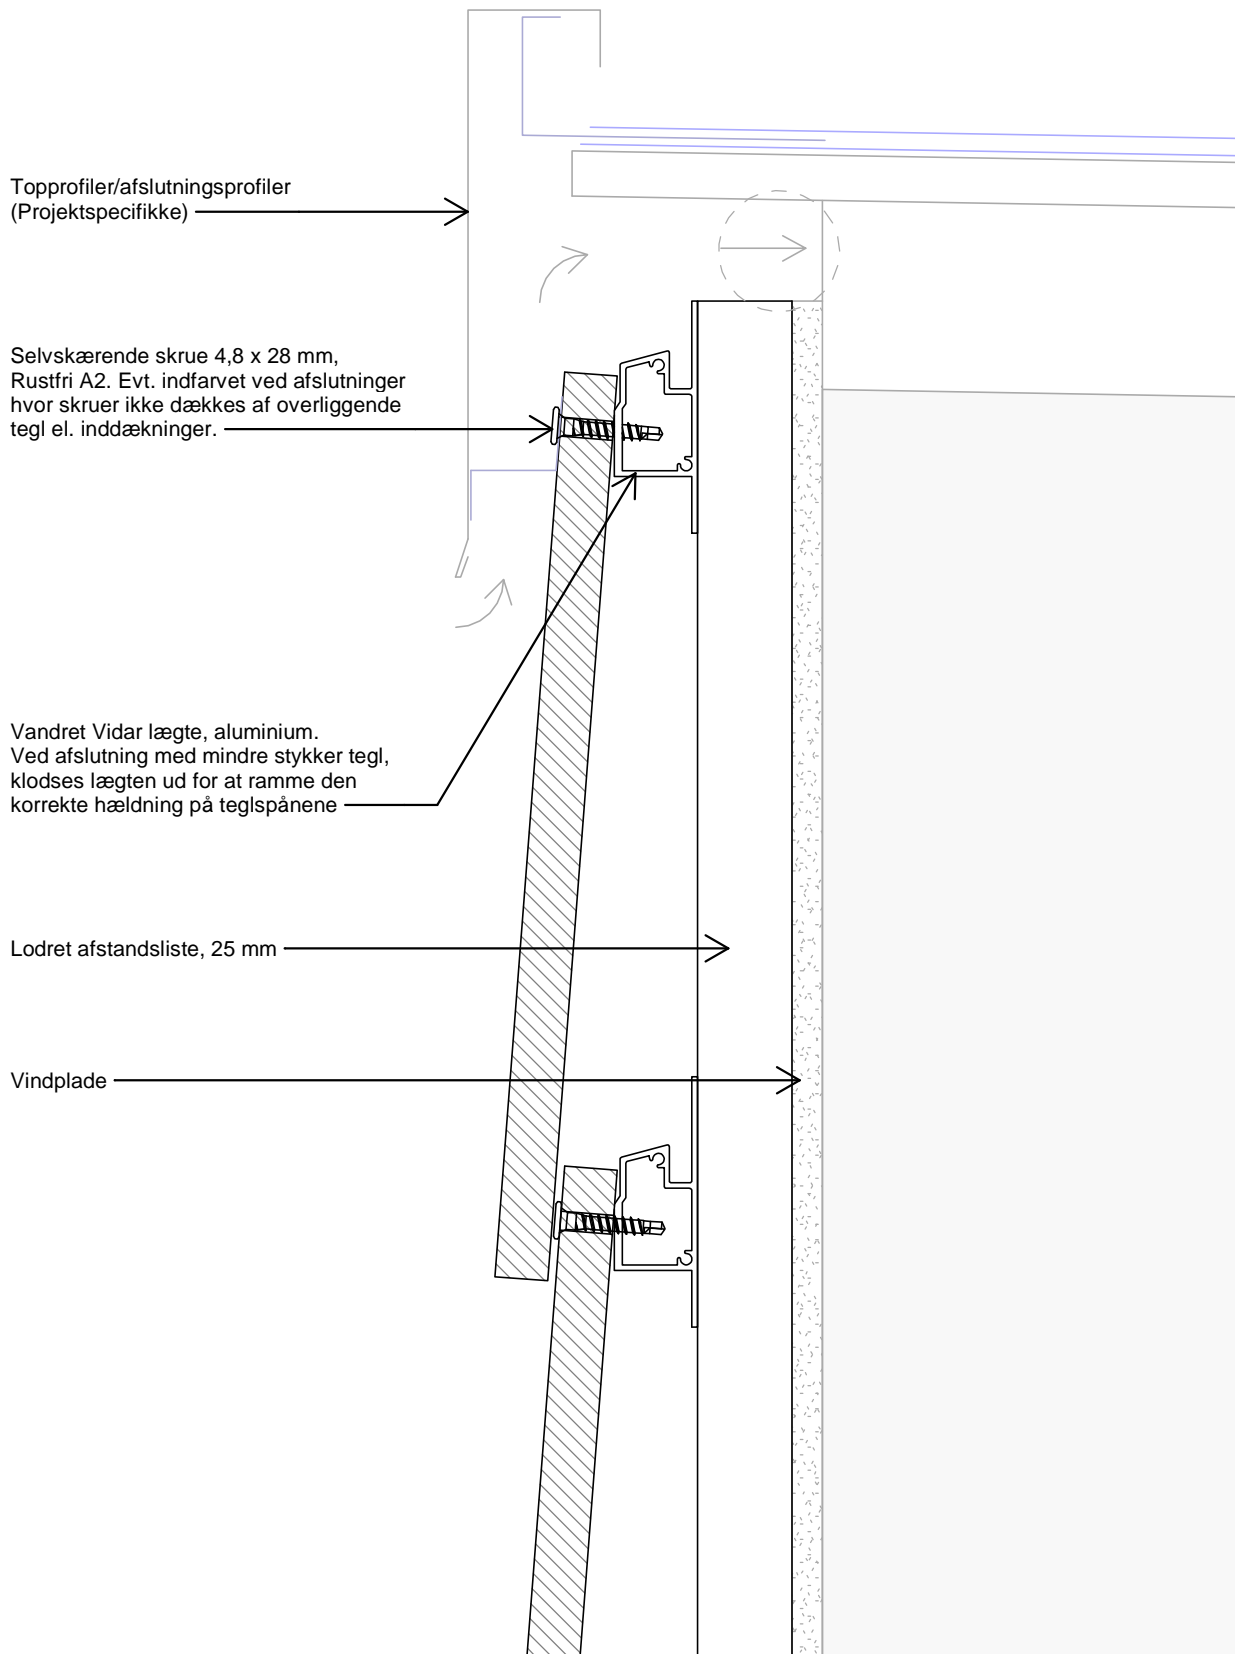 Topprofiler/afslutningsprofiler
(Projektspecifikke)
Selvskærende skrue 4,8 x 28 mm,
Rustfri A2. Evt. indfarvet ved afslutninger
hvor skruer ikke dækkes af overliggende
tegl el. inddækninger.
Vandret Vidar lægte, aluminium.
Ved afslutning med mindre stykker tegl,
klodses lægten ud for at ramme den
korrekte hældning på teglspånene
Lodret afstandsliste, 25 mm
Vindplade